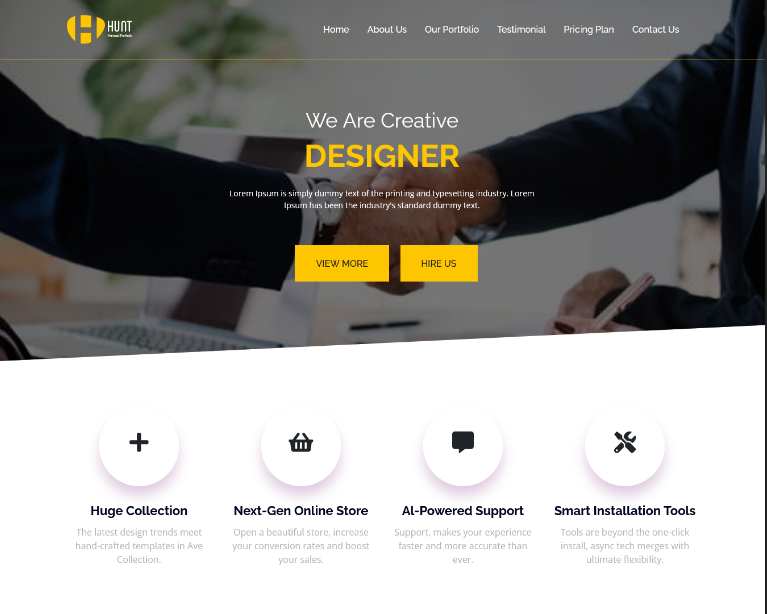 HUNT
Personal Portfolio
Home About Us Our Portfolio Testimonial Pricing Plan Contact Us
We Are Creative
DESIGNER
Lorem Ipsum is simply dummy text of the printing and typesetting industry. Lorem
Ipsum has been the industry's standard dummy text.
VIEW MORE HIRE US
Huge Collection Next-Gen Online Store AI-Powered Support Smart Installation Tools
The latest design trends meet
hand-crafted templates in Ave
Collection.
Open a beautiful store, increase
your conversion rates and boost
your sales.
Support, makes your experience
faster and more accurate than
ever.
Tools are beyond the one-click
install, async tech merges with
ultimate flexibility.